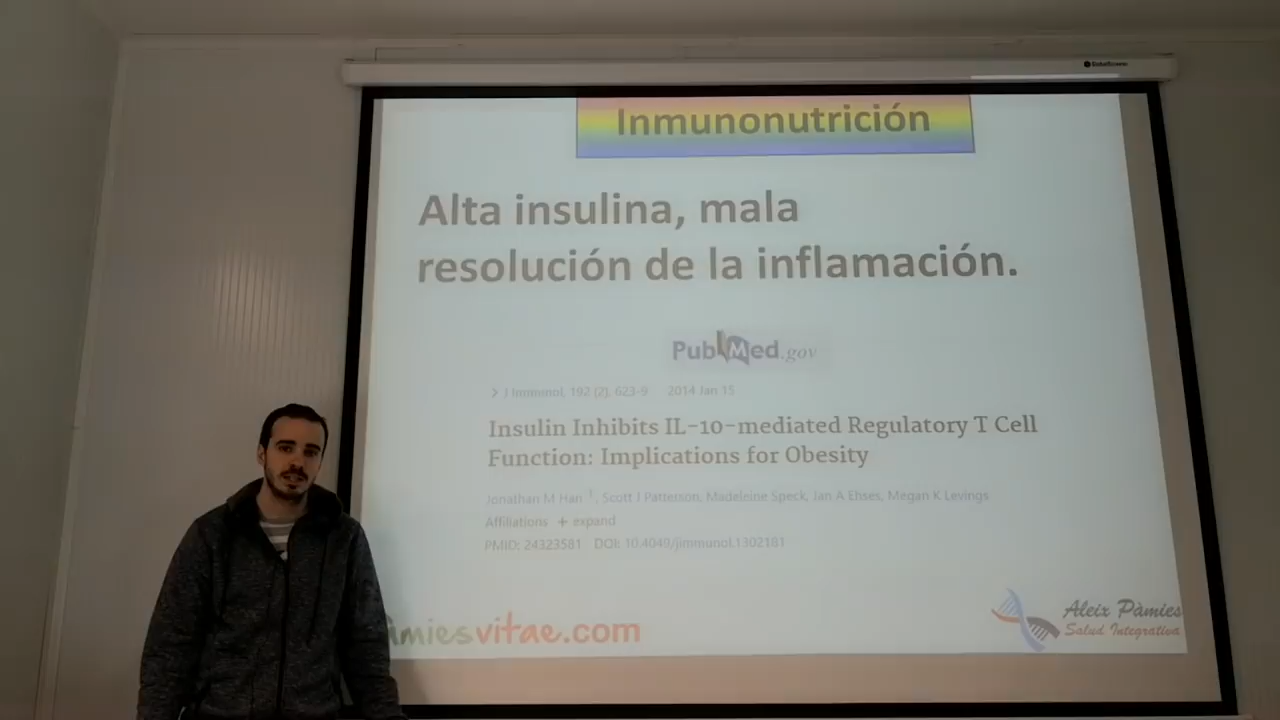 Inmunonutrición
Alta insulina, mala
resolución de la inflamación.
PubMed.gov
> J Immunol, 192 (2), 623-9 2014 Jan 15
Insulin Inhibits IL-10-mediated Regulatory T Cell
Function: Implications for Obesity
Jonathan M Han 1, Scott J Patterson, Madeleine Speck, Jan A Ehses, Megan K Levings
Affiliations + expand
PMID: 24323581 DOI: 10.4049/jimmunol.1302181
àmiesvitae.com
Aleix Pàmies
Salud Integrativa